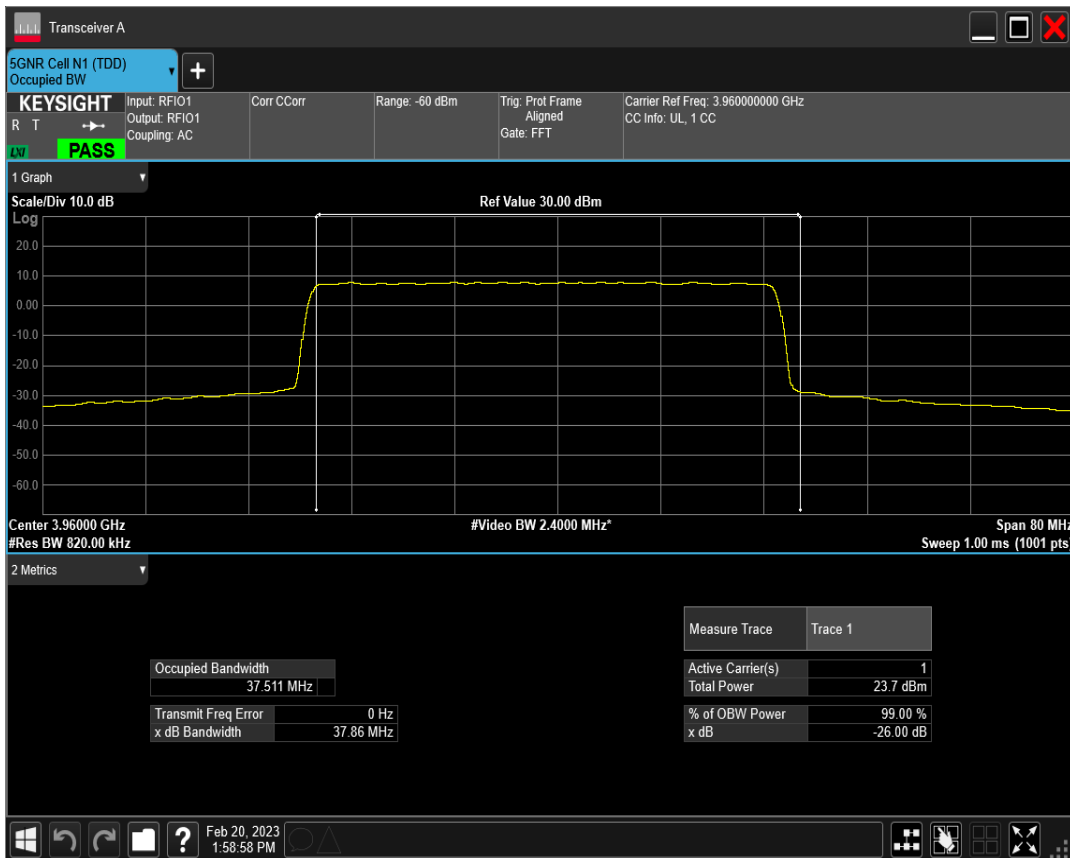 Transceiver A
5GNR Cell N1 (TDD)
Occupied BW
+
KEYSIGHT
R T
LXI
PASS
Input: RFIO1
Output: RFIO1
Coupling: AC
Corr CCorr
Range: -60 dBm
Trig: Prot Frame
Aligned
Gate: FFT
Carrier Ref Freq: 3.960000000 GHz
CC Info: UL, 1 CC
1 Graph
Scale/Div 10.0 dB
Ref Value 30.00 dBm
Log
20.0
10.0
0.00
-10.0
-20.0
-30.0
-40.0
-50.0
-60.0
Center 3.96000 GHz
#Video BW 2.4000 MHz*
Span 80 MHz
#Res BW 820.00 kHz
Sweep 1.00 ms (1001 pts)
2 Metrics
Measure Trace Trace 1
Occupied Bandwidth
37.511 MHz
Active Carrier(s) 1
Total Power 23.7 dBm
Transmit Freq Error 0 Hz
x dB Bandwidth 37.86 MHz
% of OBW Power 99.00 %
x dB -26.00 dB
?
Feb 20, 2023
1:58:58 PM